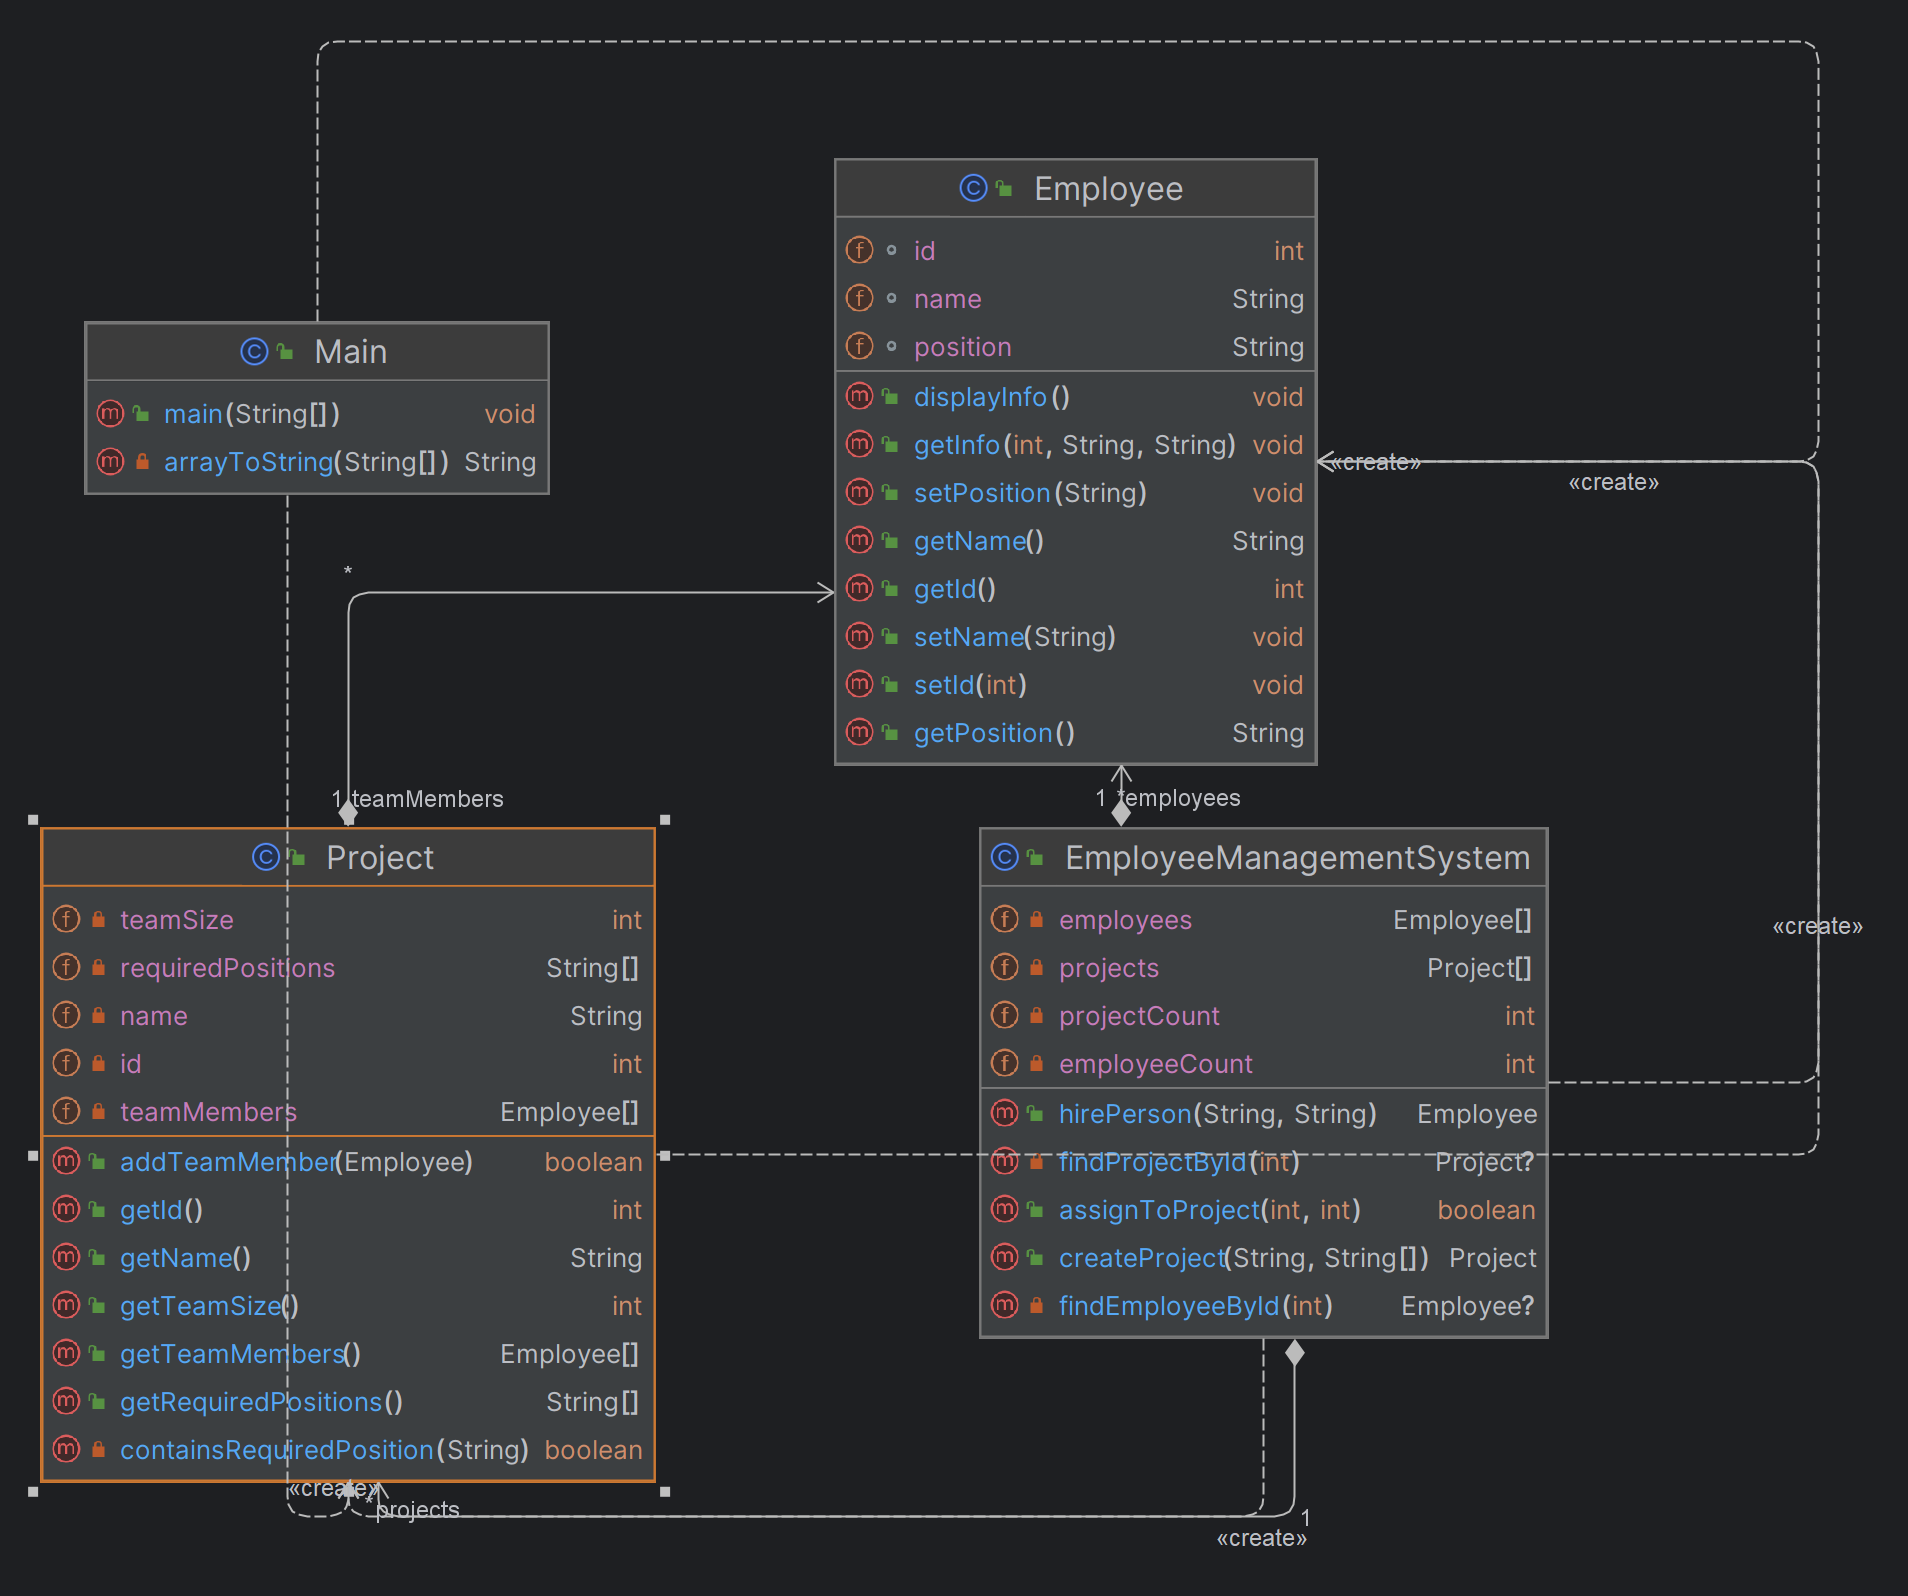 Employee
id int
name String
position String
displayInfo() void
getInfo(int, String, String) void
setPosition(String) void
getName() String
getId() int
setName(String) void
setId(int) void
getPosition() String
Main
main(String[]) void
arrayToString(String[]) String
«create»
«create»
*
1 teamMembers
1 *employees
Project
teamSize int
requiredPositions String[]
name String
id int
teamMembers Employee[]
addTeamMember(Employee) boolean
getId() int
getName() String
getTeamSize() int
getTeamMembers() Employee[]
getRequiredPositions() String[]
containsRequiredPosition(String) boolean
EmployeeManagementSystem
employees Employee[]
projects Project[]
projectCount int
employeeCount int
hirePerson(String, String) Employee
findProjectById(int) Project?
assignToProject(int, int) boolean
createProject(String, String[]) Project
findEmployeeById(int) Employee?
«create»
«create»
*projects
1
«create»